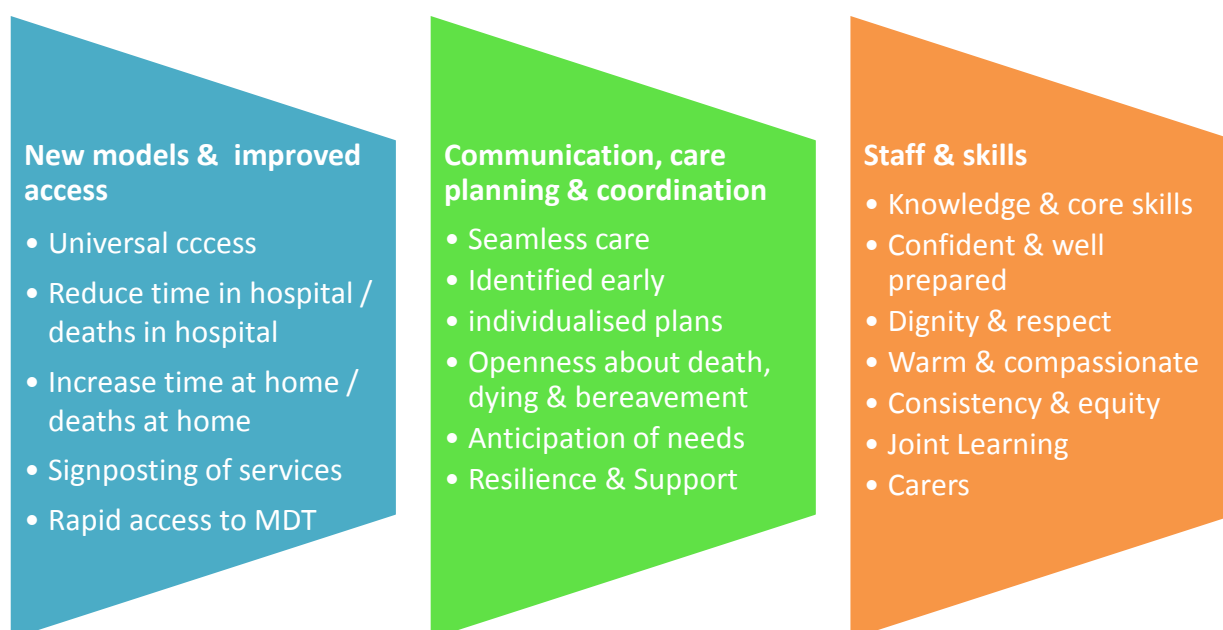 New models &  improved
access
• Universal cccess
• Reduce time in hospital /
deaths in hospital
• Increase time at home /
deaths at home
• Signposting of services
• Rapid access to MDT
Communication, care
planning & coordination
• Seamless care
• Identified early
• individualised plans
• Openness about death,
dying & bereavement
• Anticipation of needs
• Resilience & Support
Staff & skills
• Knowledge & core skills
• Confident & well
prepared
• Dignity & respect
• Warm & compassionate
• Consistency & equity
• Joint Learning
• Carers